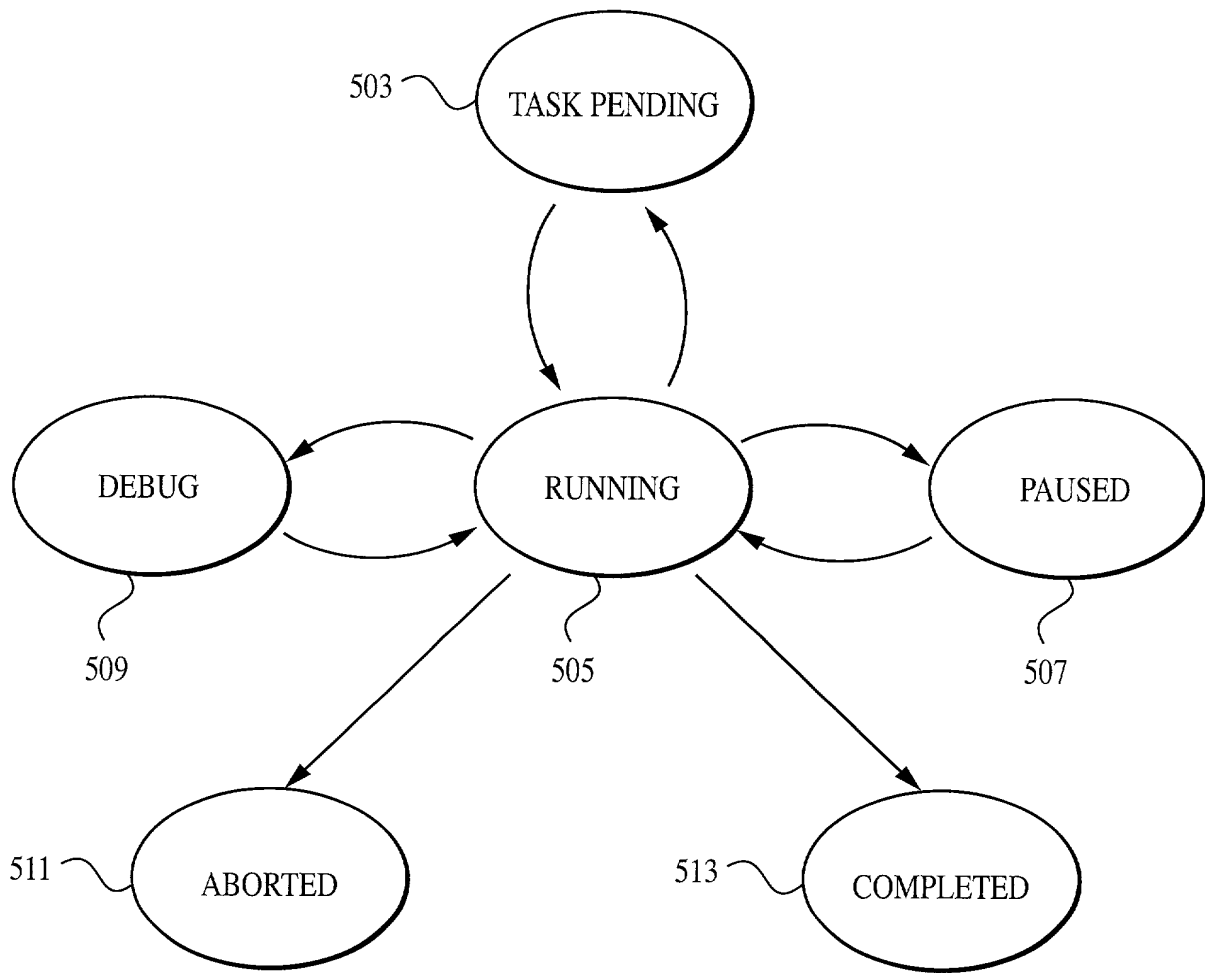 503
TASK PENDING
DEBUG
RUNNING
PAUSED
509
505
507
511
ABORTED
513
COMPLETED